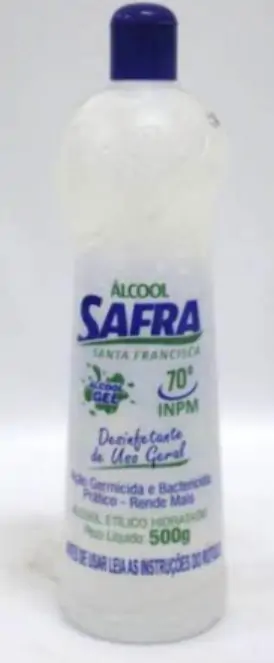 ÁLCOOL
SAFRA
SANTA FRANCISCA
ÁLCOOL
GEL
70°
INPM
Desinfetante
de Uso Geral
Ação Germicida e Bactericida
Prático - Rende Mais
ÁLCOOL ETÍLICO HIDRATADO
Peso Líquido 500g
ANTES DE USAR LEIA AS INSTRUÇÕES DO ROTULO